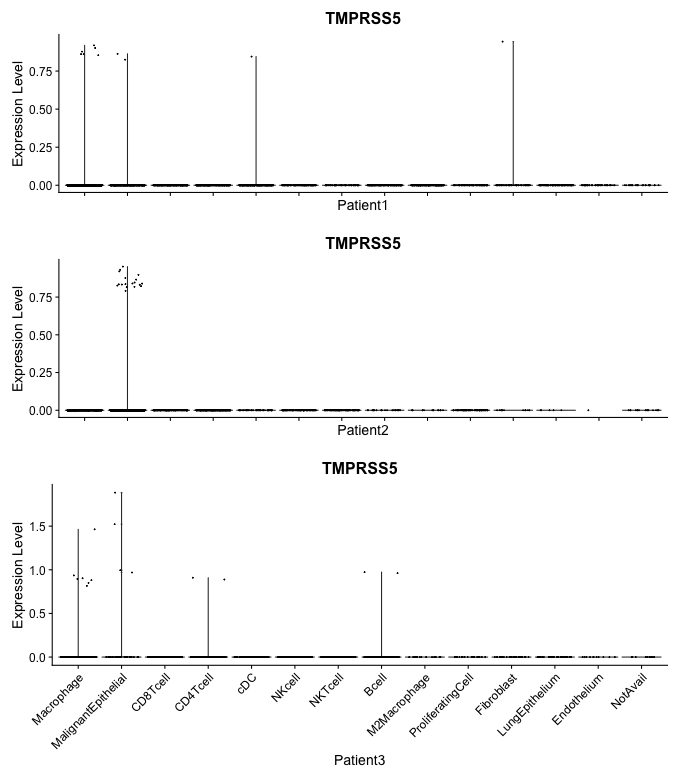 TMPRSS5
Expression Level
0.75
0.50
0.25
0.00
Patient1
TMPRSS5
Expression Level
0.75
0.50
0.25
0.00
Patient2
TMPRSS5
Expression Level
1.5
1.0
0.5
0.0
Macrophage
MalignantEpithelial
CD8Tcell
CD4Tcell
cDC
NKcell
NKTcell
Bcell
M2Macrophage
ProliferatingCell
Fibroblast
LungEpithelium
Endothelium
NotAvail
Patient3